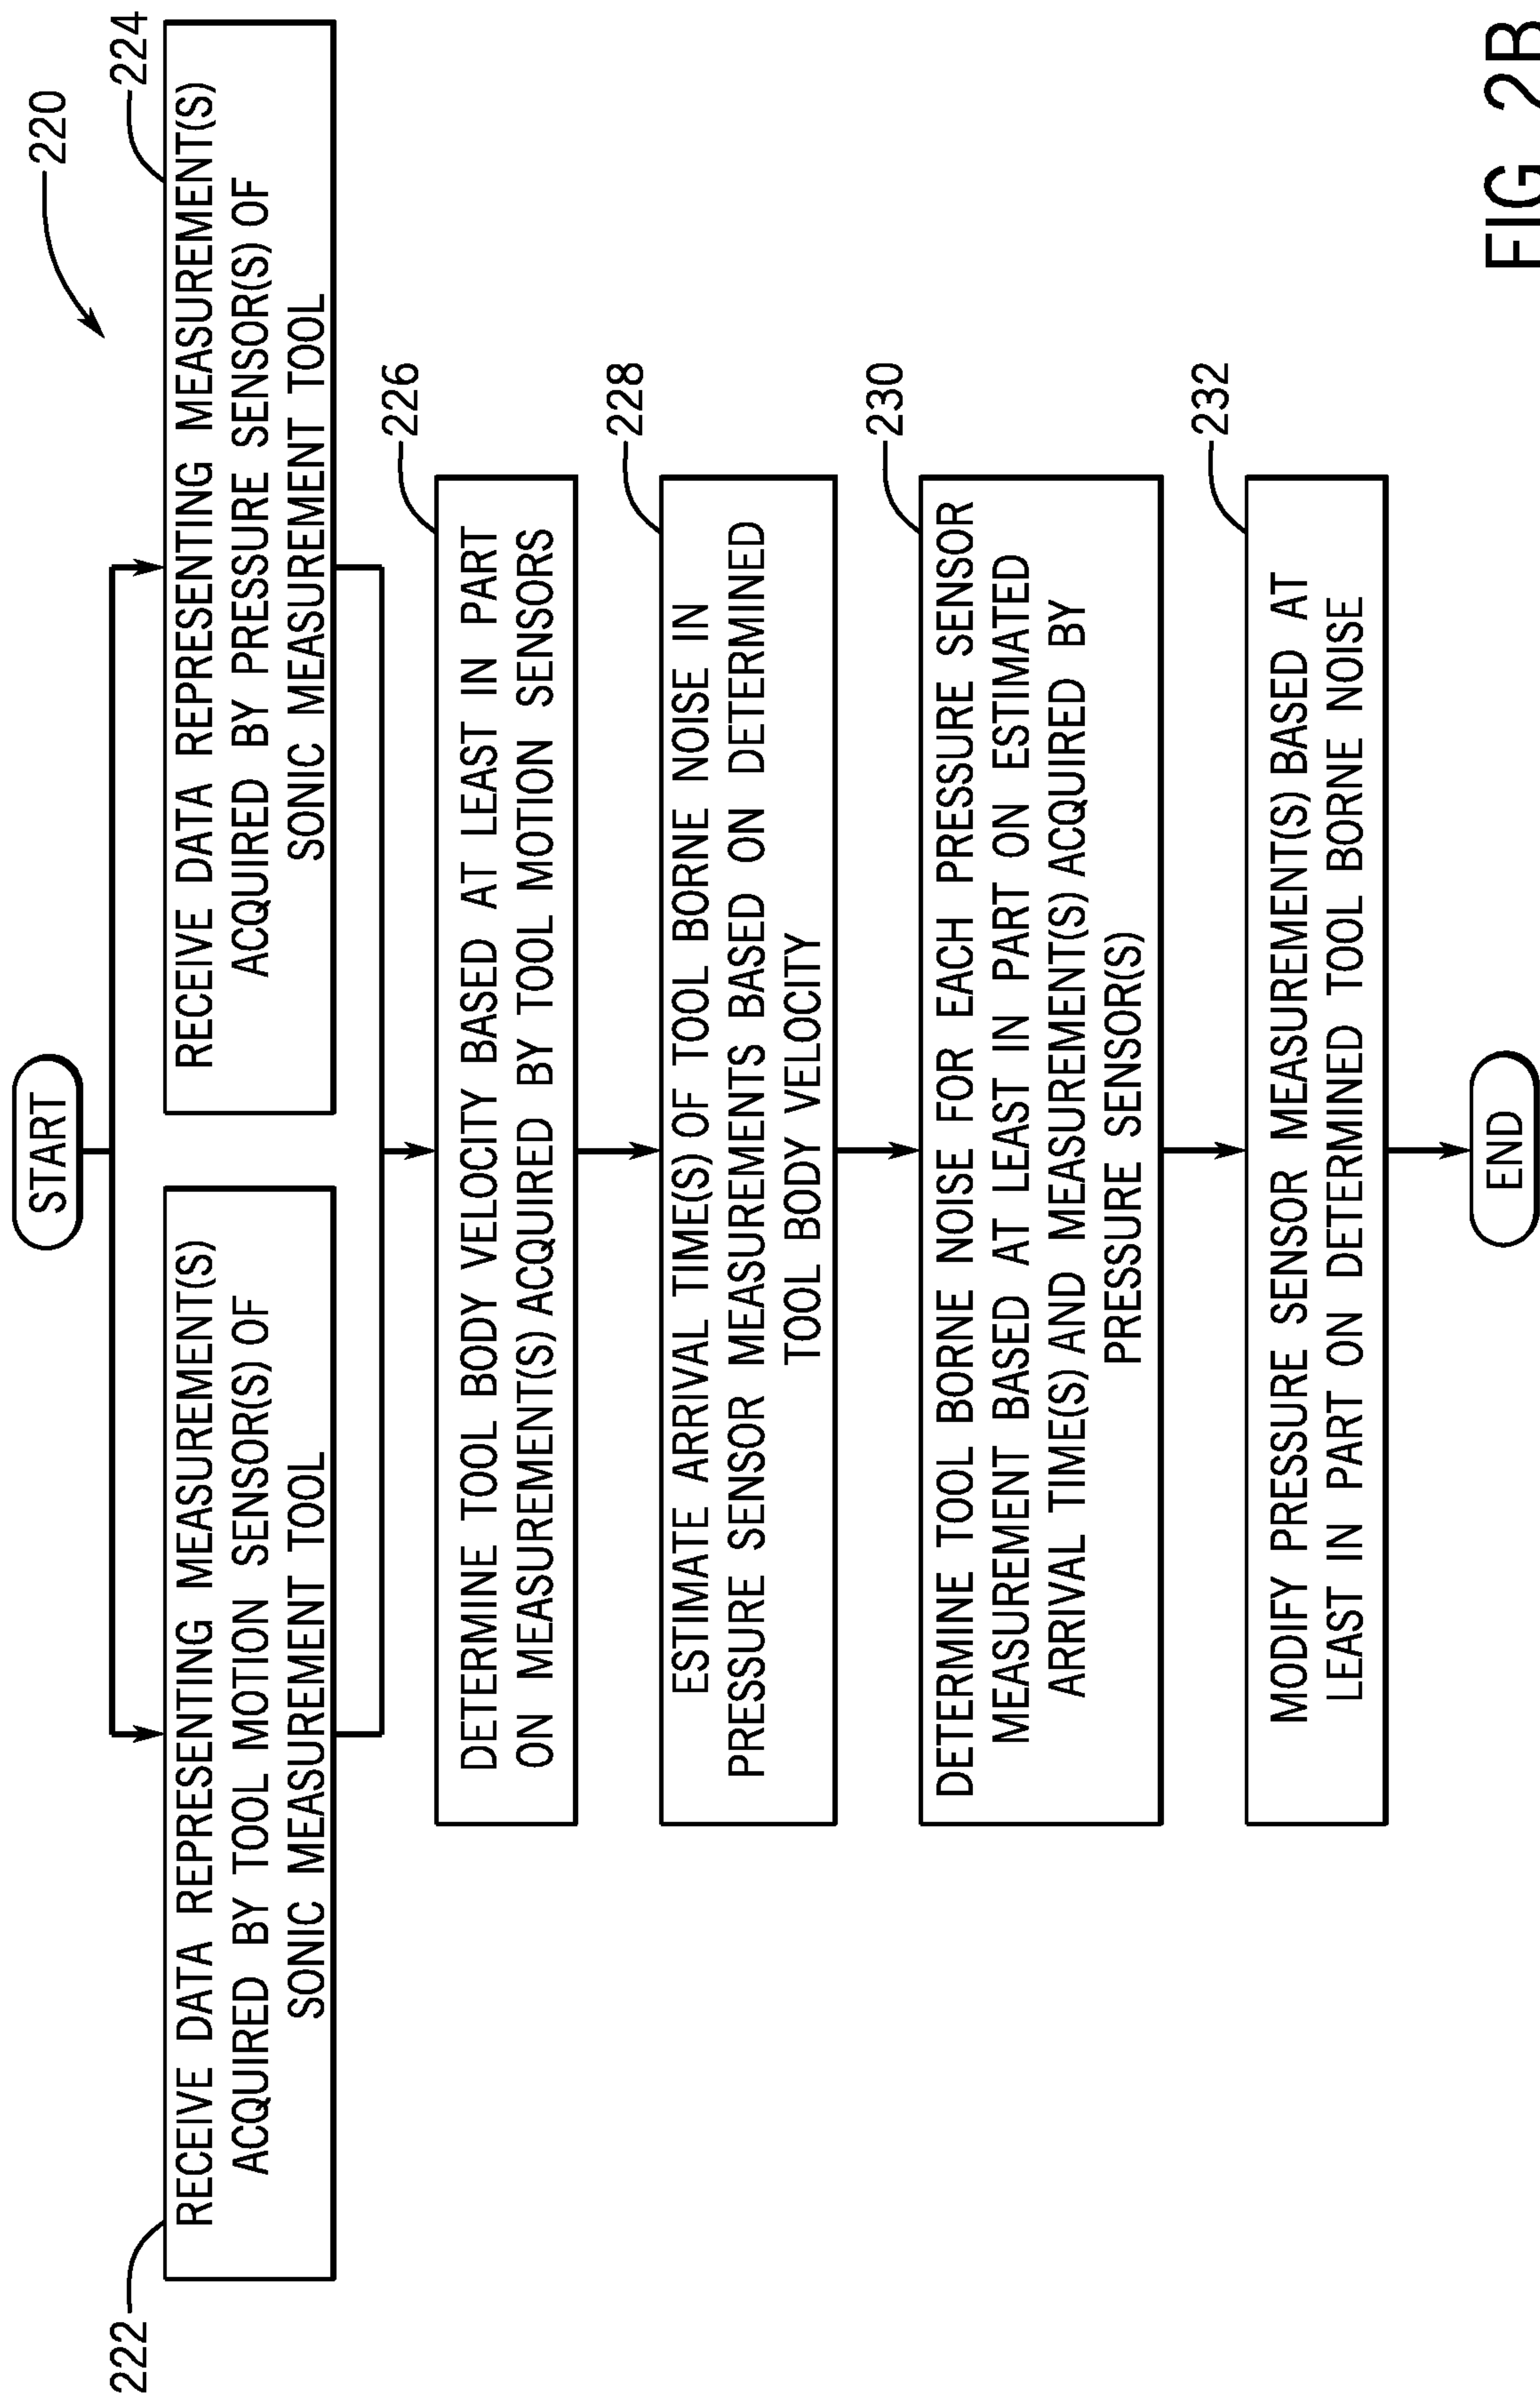 220
START
222
RECEIVE DATA REPRESENTING MEASUREMENT(S)
ACQUIRED BY TOOL MOTION SENSOR(S) OF
SONIC MEASUREMENT TOOL
224
RECEIVE DATA REPRESENTING MEASUREMENT(S)
ACQUIRED BY PRESSURE SENSOR(S) OF
SONIC MEASUREMENT TOOL
226
DETERMINE TOOL BODY VELOCITY BASED AT LEAST IN PART
ON MEASUREMENT(S) ACQUIRED BY TOOL MOTION SENSORS
228
ESTIMATE ARRIVAL TIME(S) OF TOOL BORNE NOISE IN
PRESSURE SENSOR MEASUREMENTS BASED ON DETERMINED
TOOL BODY VELOCITY
230
DETERMINE TOOL BORNE NOISE FOR EACH PRESSURE SENSOR
MEASUREMENT BASED AT LEAST IN PART ON ESTIMATED
ARRIVAL TIME(S) AND MEASUREMENT(S) ACQUIRED BY
PRESSURE SENSOR(S)
232
MODIFY PRESSURE SENSOR MEASUREMENT(S) BASED AT
LEAST IN PART ON DETERMINED TOOL BORNE NOISE
END
FIG 2B